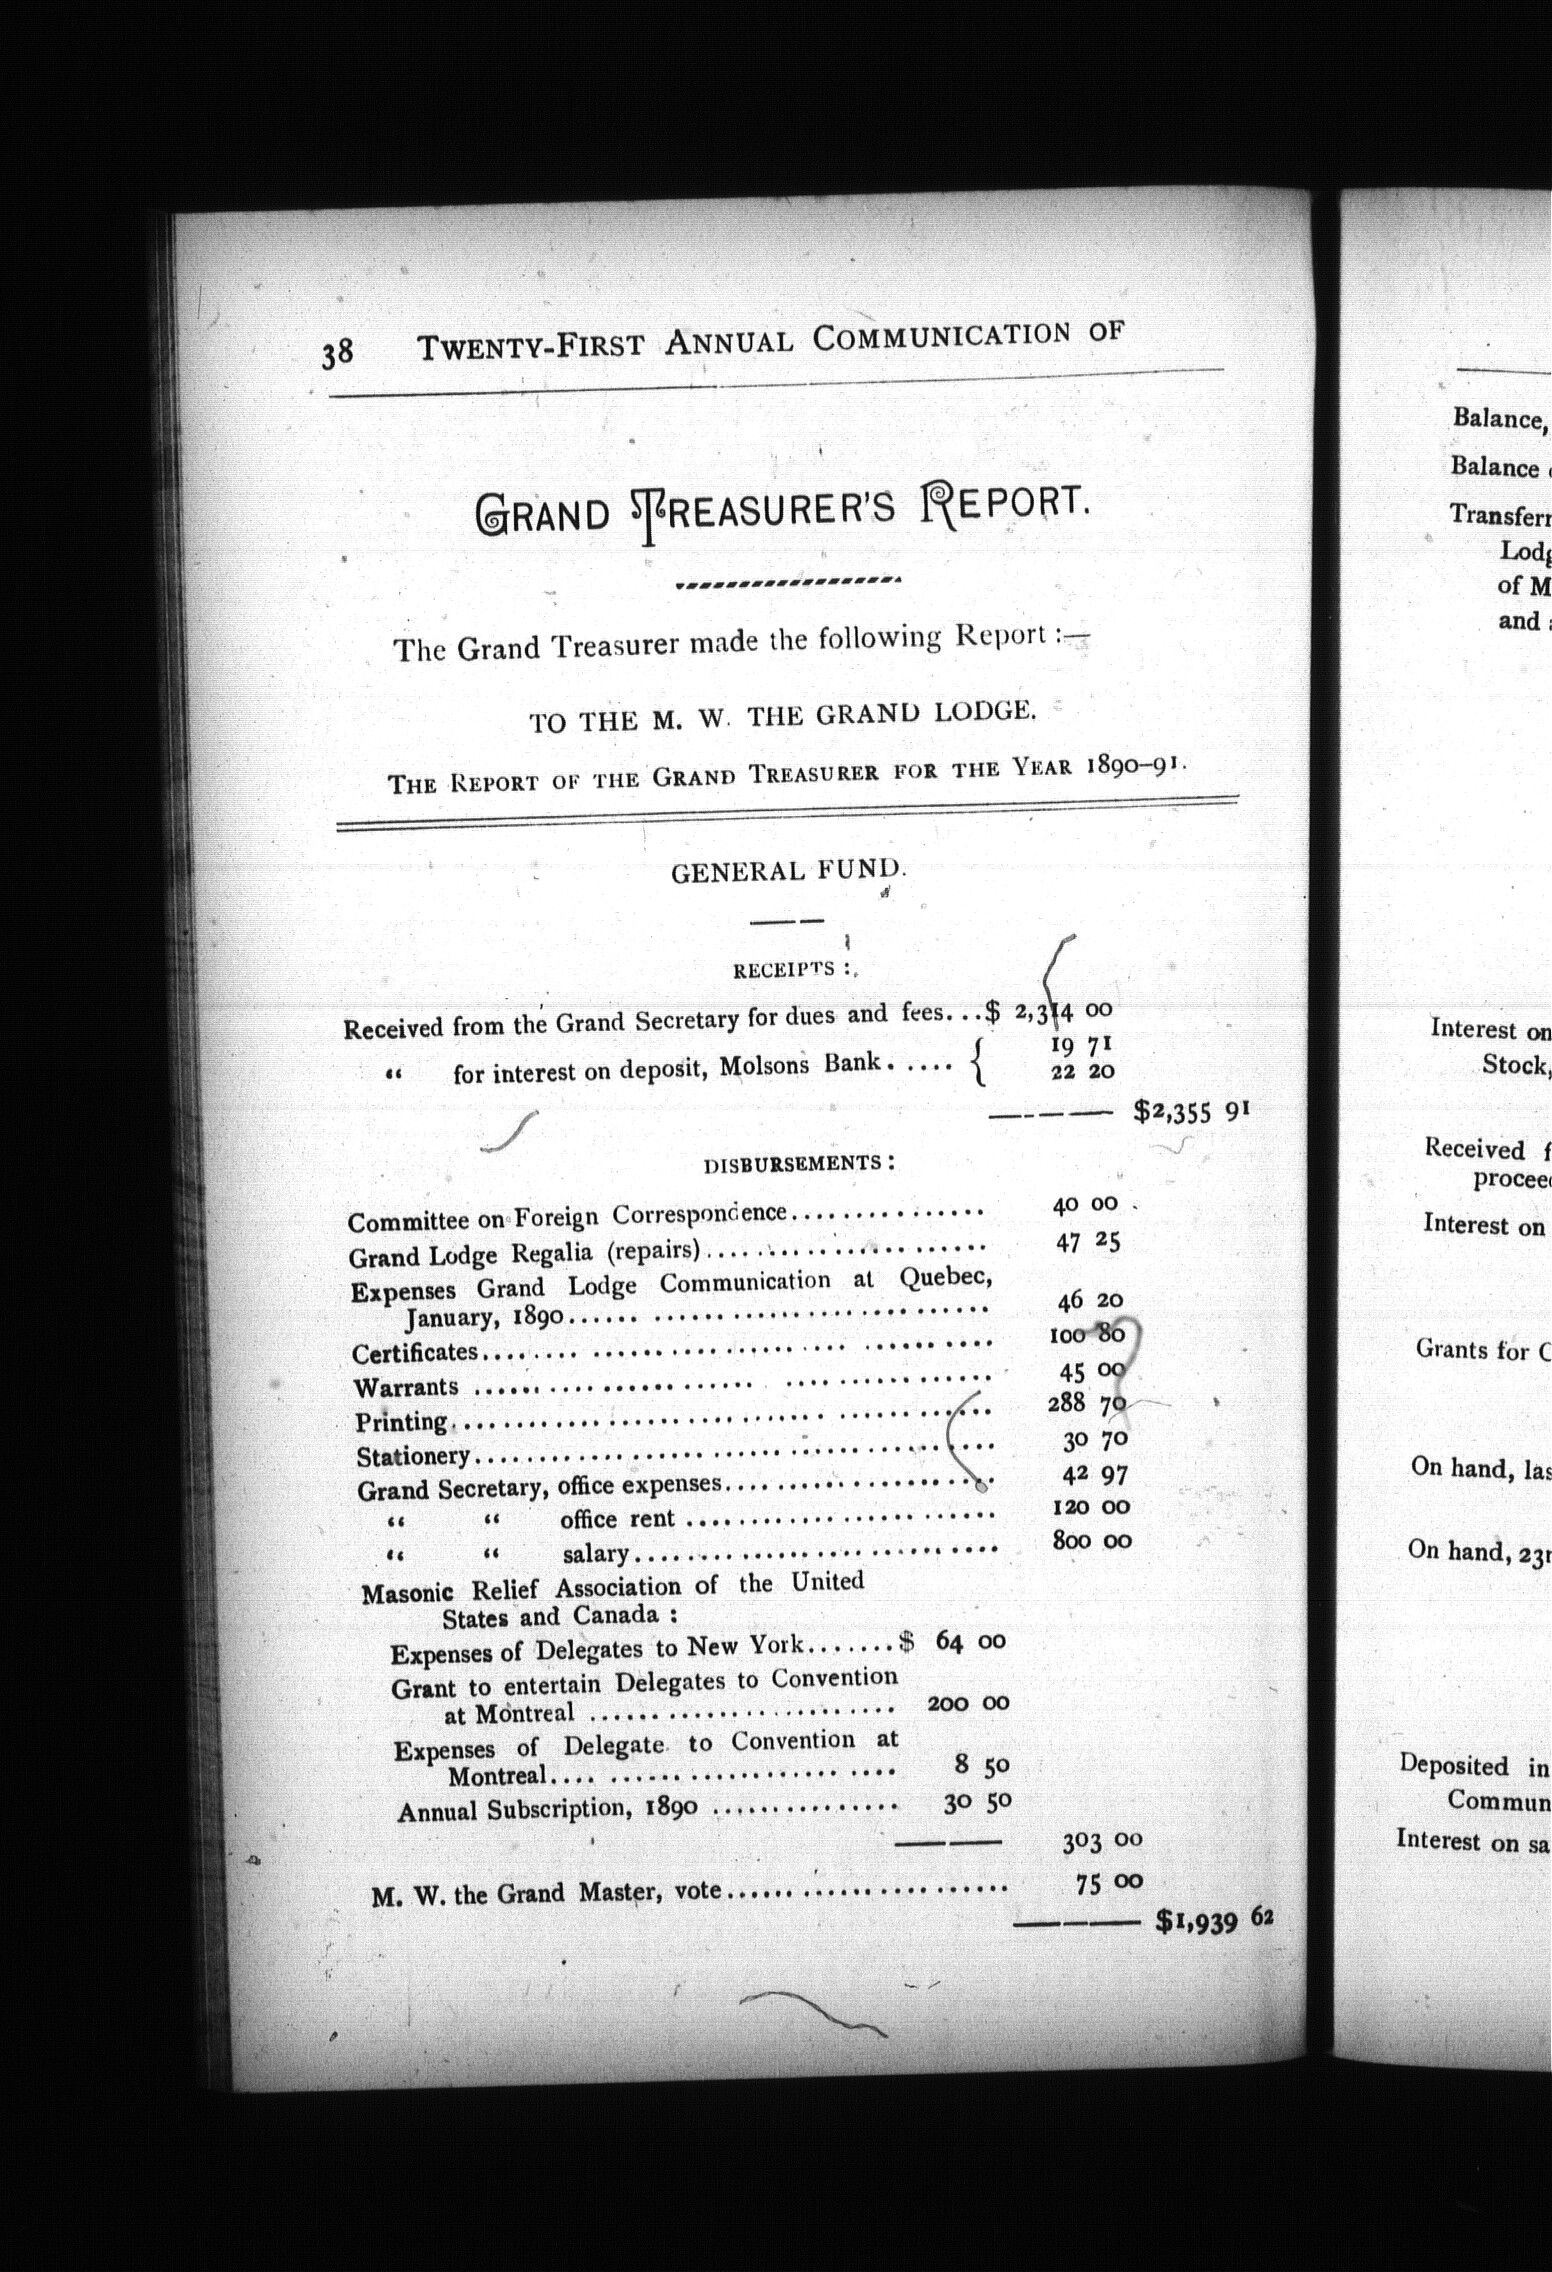 38 TWENTY-FIRST ANNUAL COMMUNICATION OF
GRAND TREASURER'S REPORT.
The Grand Treasurer made the following Report :—
TO THE M. W. THE GRAND LODGE.
THE REPORT OF THE GRAND TREASURER FOR THE YEAR 1890-91.
GENERAL FUND.
RECEIPTS :
Received from the Grand Secretary for dues and fees...$ 2,314 00
“ for interest on deposit, Molsons Bank..... { 19 71
22 20
$2,355 91
DISBURSEMENTS :
Committee on Foreign Correspondence............... 40 00
Grand Lodge Regalia (repairs)..................... 47 25
Expenses Grand Lodge Communication at Quebec,
January, 1890........................... 46 20
Certificates........................... 100 80
Warrants ........................... 45 00
Printing........................... 288 70
Stationery........................... 30 70
Grand Secretary, office expenses..................... 42 97
“ “ office rent ..................... 120 00
“ “ salary........................... 800 00
Masonic Relief Association of the United
States and Canada :
Expenses of Delegates to New York.......$ 64 00
Grant to entertain Delegates to Convention
at Montreal ........................ 200 00
Expenses of Delegate to Convention at
Montreal........................ 8 50
Annual Subscription, 1890 ............... 30 50
303 00
M. W. the Grand Master, vote...................... 75 00
$1,939 62
Balance,
Balance
Lodg
of M
and
Interest on
Stock,
Received f
Interest on
Grants for C
On hand, las
On hand, 23r
Deposited in
Commun
Interest on sa